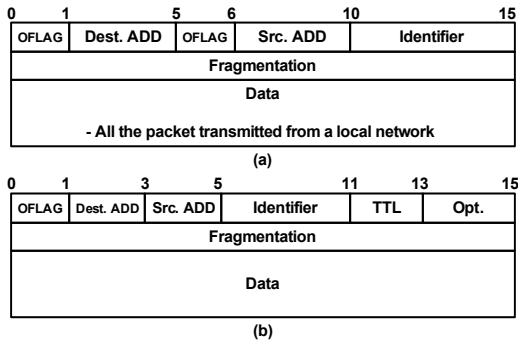 0 1 5 6 10 15
OFLAG Dest. ADD OFLAG Src. ADD Identifier
Fragmentation
Data
- All the packet transmitted from a local network
(a)
0 1 3 5 11 13 15
OFLAG Dest. ADD Src. ADD Identifier TTL Opt.
Fragmentation
Data
(b)